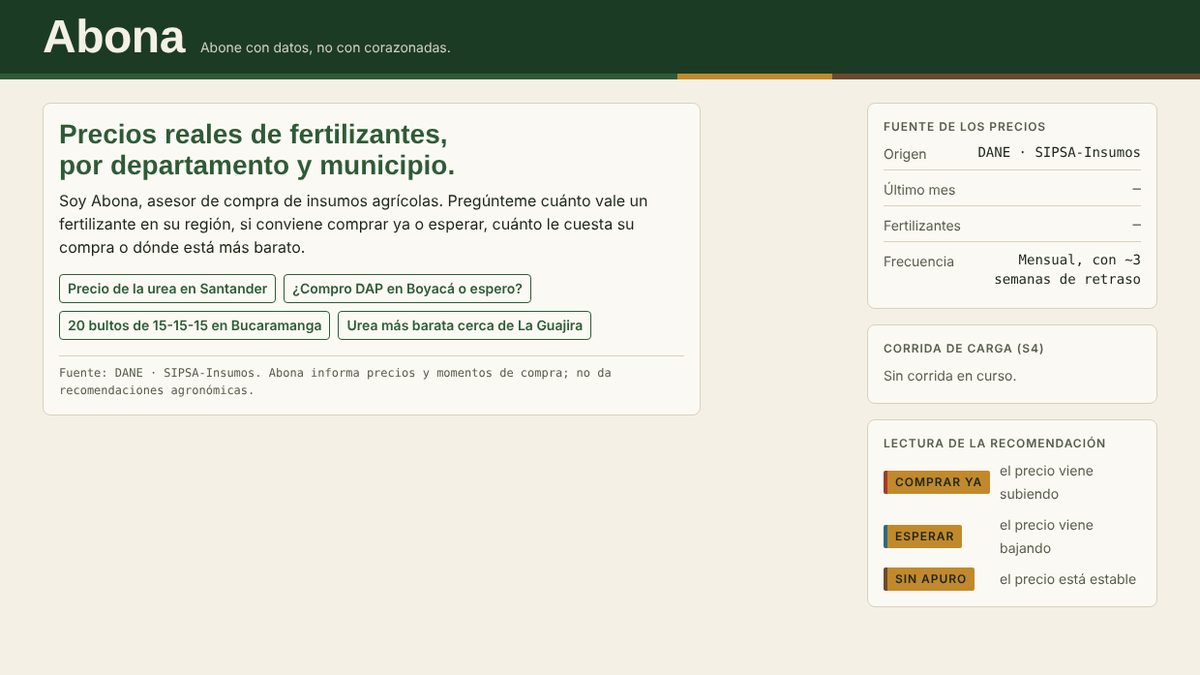 Abona
Abone con datos, no con corazonadas.
Precios reales de fertilizantes,
por departamento y municipio.
Soy Abona, asesor de compra de insumos agrícolas. Pregúnteme cuánto vale un
fertilizante en su región, si conviene comprar ya o esperar, cuánto le cuesta su
compra o dónde está más barato.
Precio de la urea en Santander
¿Compro DAP en Boyacá o espero?
20 bultos de 15-15-15 en Bucaramanga
Urea más barata cerca de La Guajira
Fuente: DANE · SIPSA-Insumos. Abona informa precios y momentos de compra; no da
recomendaciones agronómicas.
FUENTE DE LOS PRECIOS
Origen DANE · SIPSA-Insumos
Último mes —
Fertilizantes —
Frecuencia Mensual, con ~3
semanas de retraso
CORRIDA DE CARGA (S4)
Sin corrida en curso.
LECTURA DE LA RECOMENDACIÓN
COMPRAR YA el precio viene
subiendo
ESPERAR el precio viene
bajando
SIN APURO el precio está estable